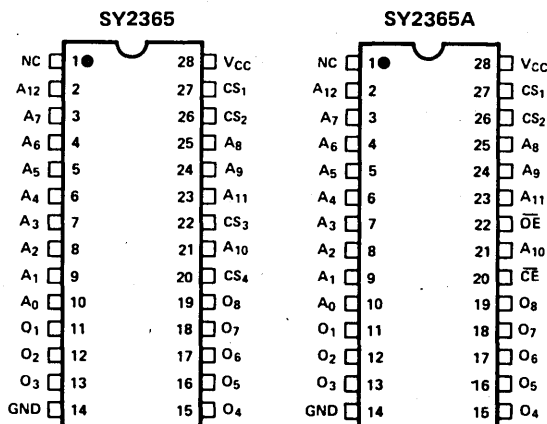 SY2365 SY2365A
NC 1 28 VCC NC 1 28 VCC
A12 2 27 CS1 A12 2 27 CS1
A7 3 26 CS2 A7 3 26 CS2
A6 4 25 A8 A6 4 25 A8
A5 5 24 A9 A5 5 24 A9
A4 6 23 A11 A4 6 23 A11
A3 7 22 CS3 A3 7 22 O̅E̅
A2 8 21 A10 A2 8 21 A10
A1 9 20 CS4 A1 9 20 C̅E̅
A0 10 19 O8 A0 10 19 O8
O1 11 18 O7 O1 11 18 O7
O2 12 17 O6 O2 12 17 O6
O3 13 16 O5 O3 13 16 O5
GND 14 15 O4 GND 14 15 O4